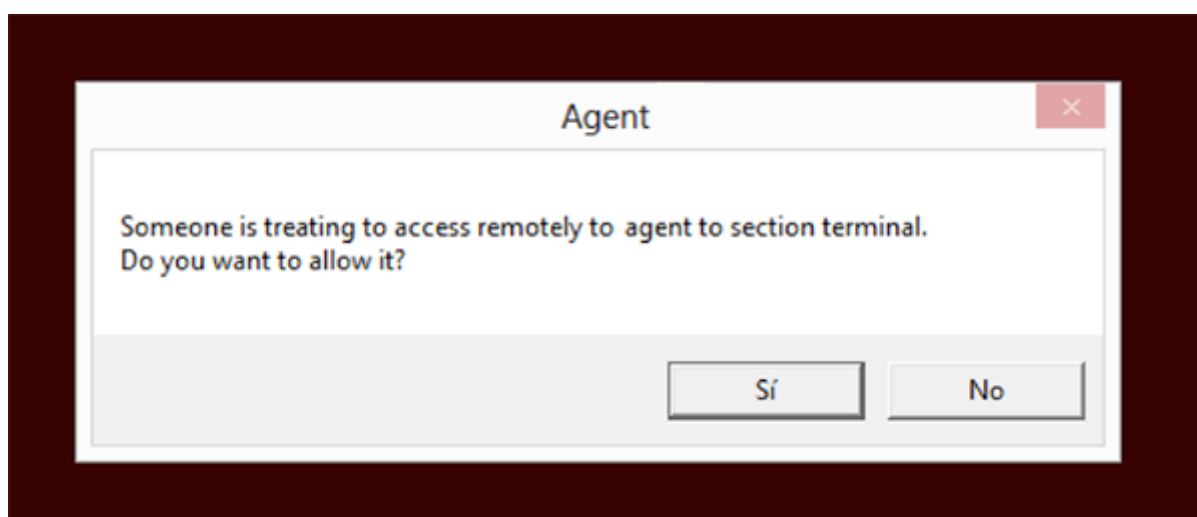 Agent
Someone is treating to access remotely to agent to section terminal.
Do you want to allow it?
Sí No